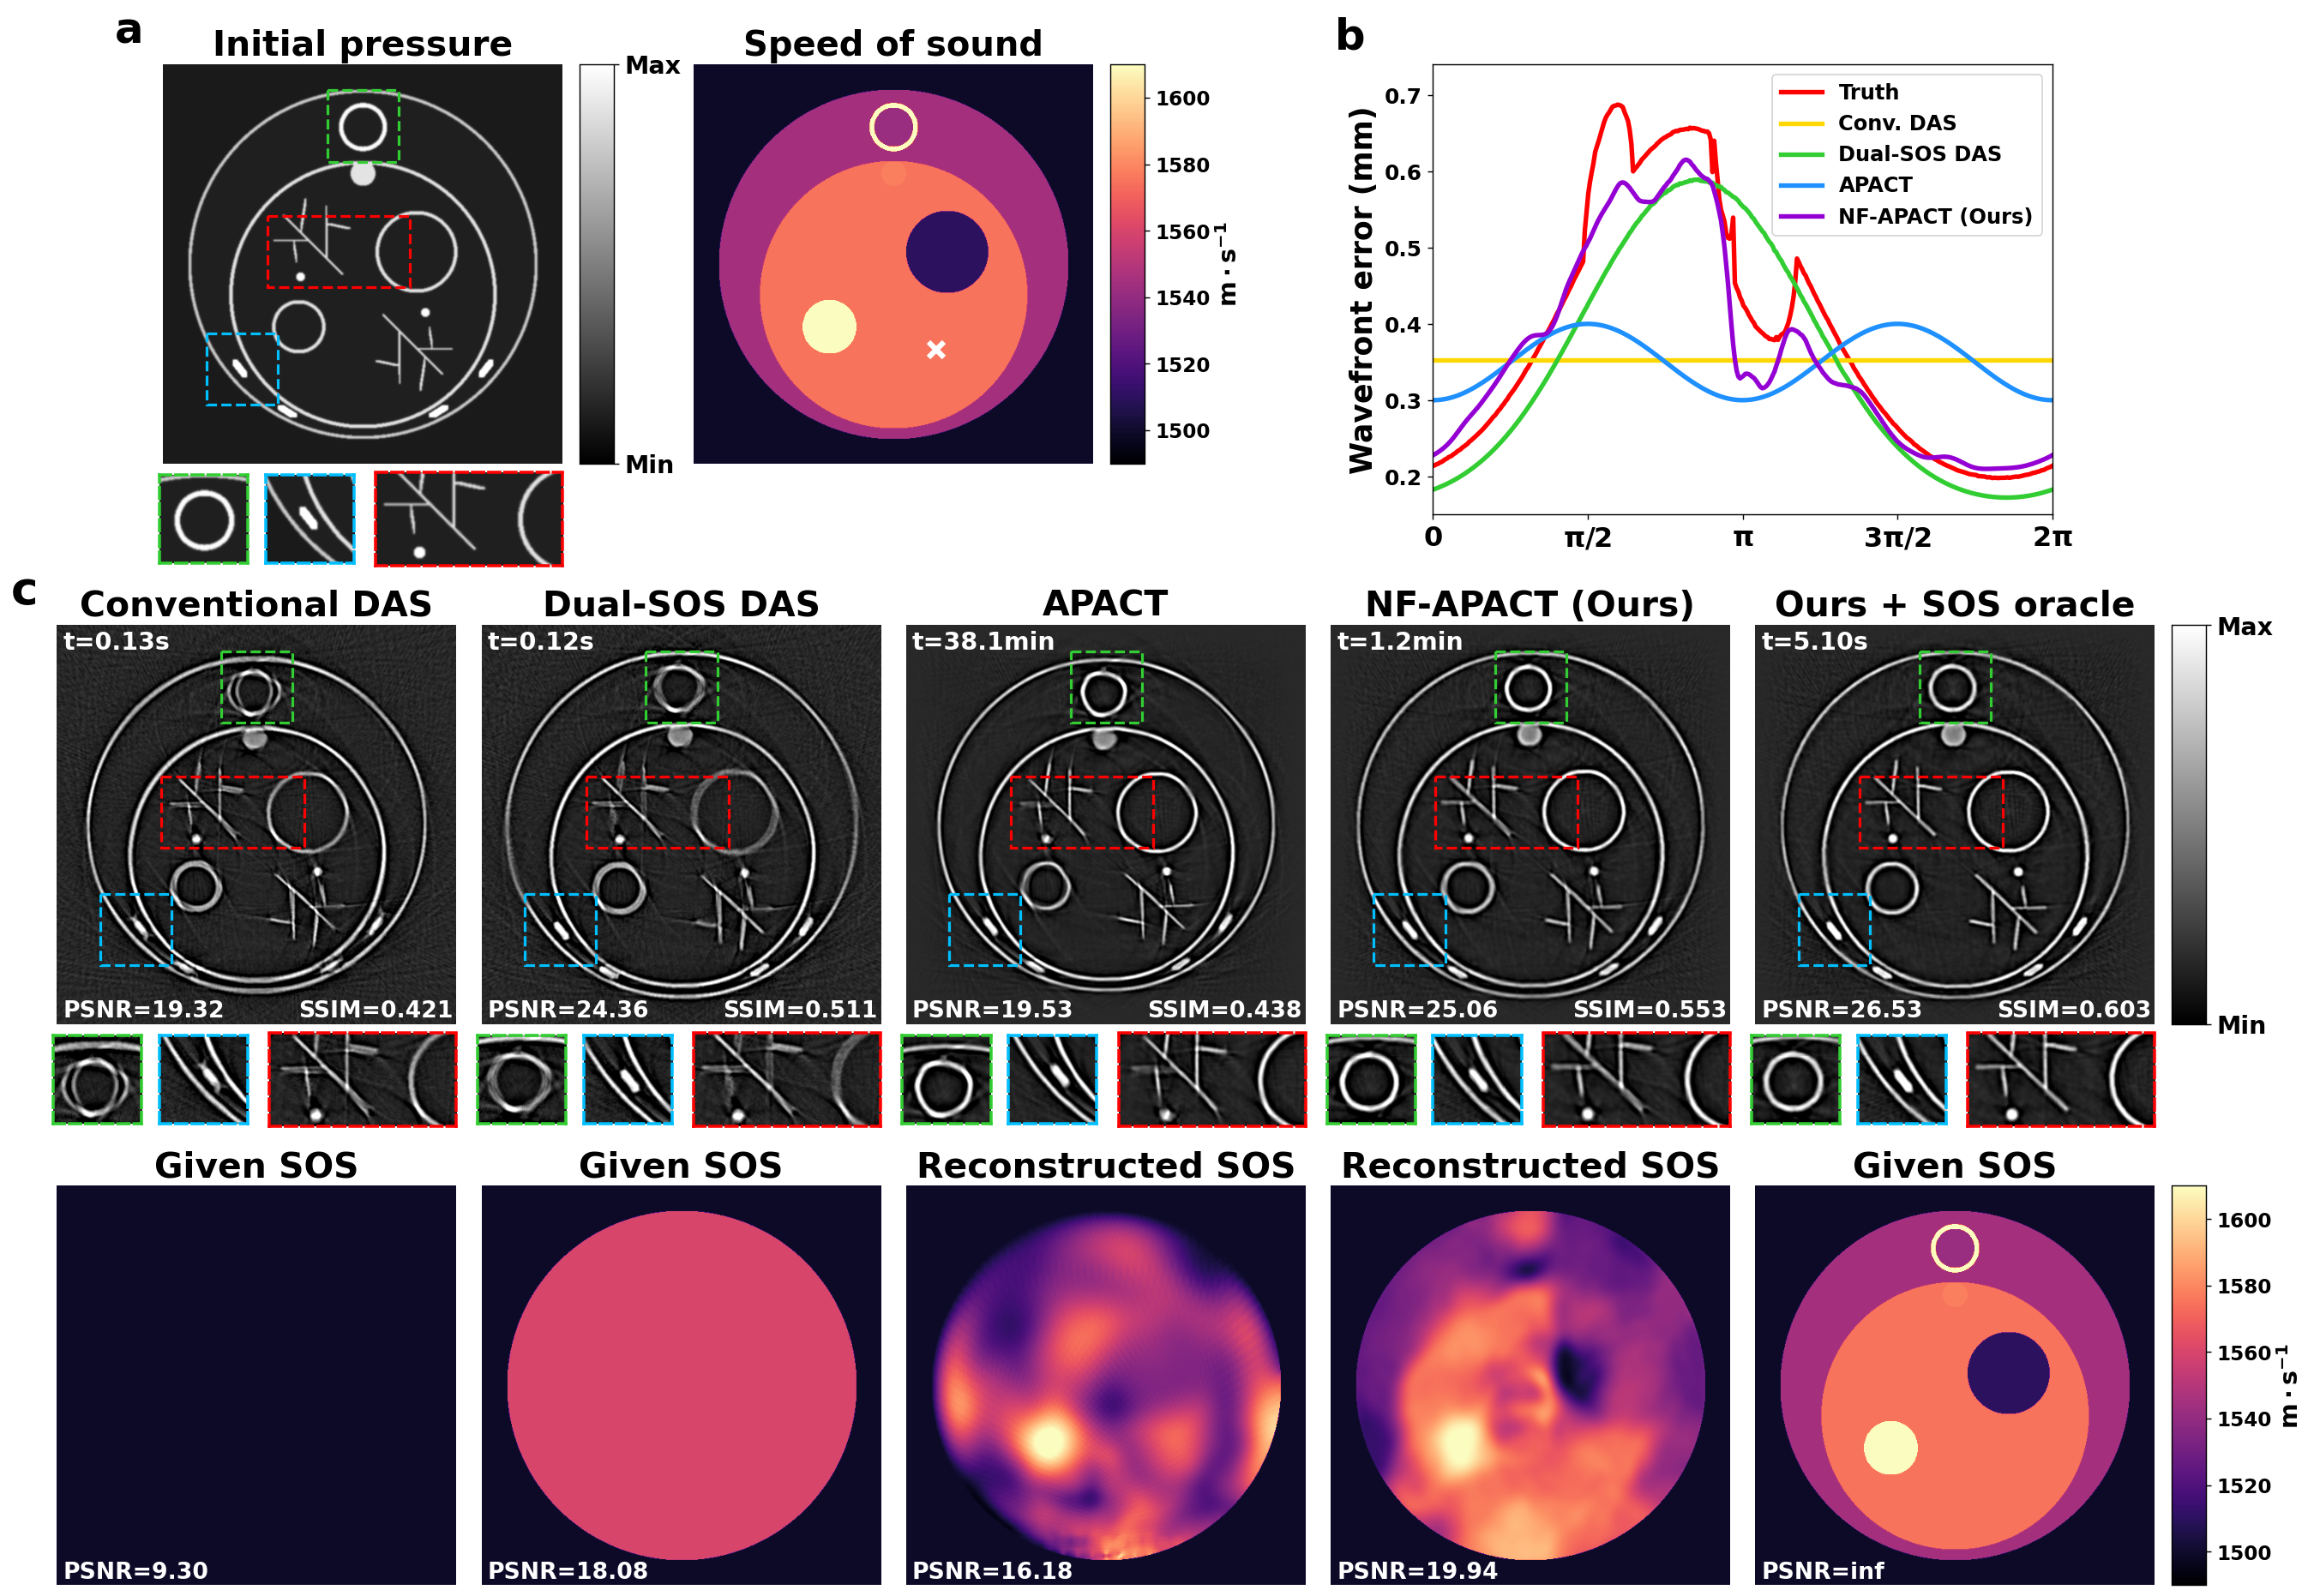 a
Initial pressure
Max
Min
Speed of sound
1600
1580
1560
1540
1520
1500
m · s⁻¹
b
Wavefront error (mm)
0.7
0.6
0.5
0.4
0.3
0.2
0
π/2
π
3π/2
2π
Truth
Conv. DAS
Dual-SOS DAS
APACT
NF-APACT (Ours)
c
Conventional DAS
t=0.13s
PSNR=19.32 SSIM=0.421
Dual-SOS DAS
t=0.12s
PSNR=24.36 SSIM=0.511
APACT
t=38.1min
PSNR=19.53 SSIM=0.438
NF-APACT (Ours)
t=1.2min
PSNR=25.06 SSIM=0.553
Ours + SOS oracle
t=5.10s
PSNR=26.53 SSIM=0.603
Max
Min
Given SOS
PSNR=9.30
Given SOS
PSNR=18.08
Reconstructed SOS
PSNR=16.18
Reconstructed SOS
PSNR=19.94
Given SOS
PSNR=inf
1600
1580
1560
1540
1520
1500
m · s⁻¹